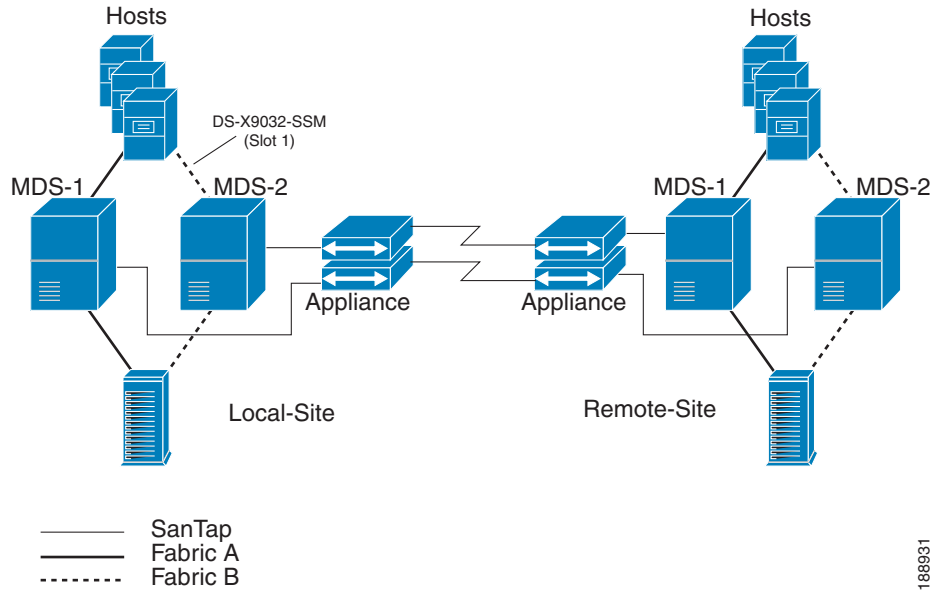 Hosts
Hosts
DS-X9032-SSM
(Slot 1)
MDS-1
MDS-2
MDS-1
MDS-2
Appliance
Appliance
Local-Site
Remote-Site
SanTap
Fabric A
Fabric B
188931